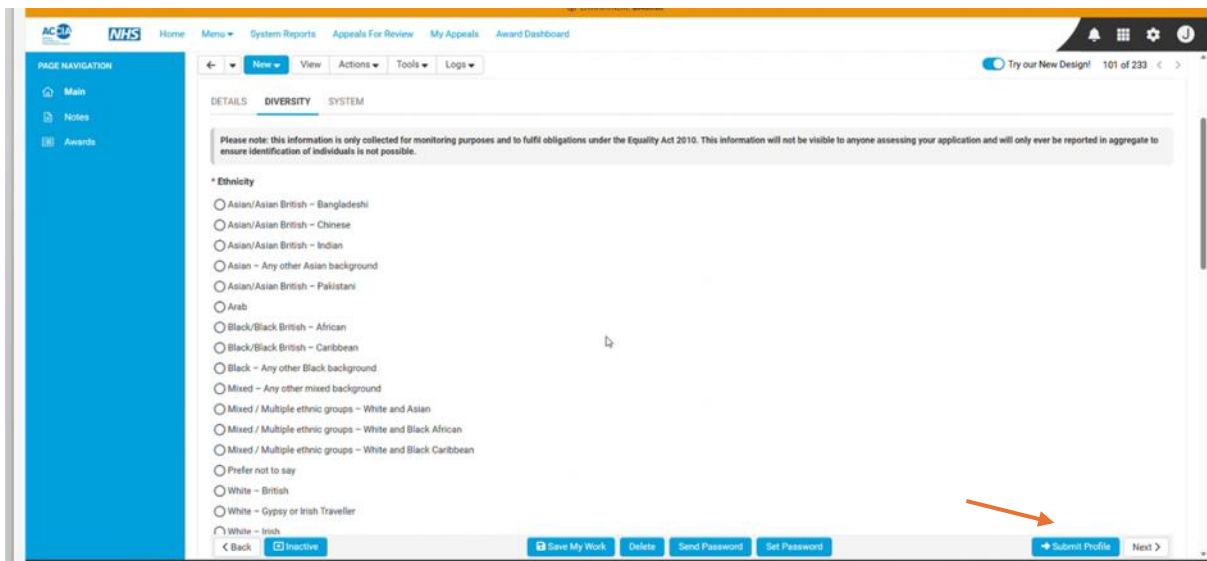 ACCIA
NHS
Home Menu System Reports Appeals For Review My Appeals Award Dashboard
J
PAGE NAVIGATION
Main
Notes
Awards
New View Actions Tools Logs
Try our New Design! 101 of 233
DETAILS DIVERSITY SYSTEM
Please note: this information is only collected for monitoring purposes and to fulfil obligations under the Equality Act 2010. This information will not be visible to anyone assessing your application and will only ever be reported in aggregate to
ensure identification of individuals is not possible.
* Ethnicity
Asian/Asian British – Bangladeshi
Asian/Asian British – Chinese
Asian/Asian British – Indian
Asian – Any other Asian background
Asian/Asian British – Pakistani
Arab
Black/Black British – African
Black/Black British – Caribbean
Black – Any other Black background
Mixed – Any other mixed background
Mixed / Multiple ethnic groups – White and Asian
Mixed / Multiple ethnic groups – White and Black African
Mixed / Multiple ethnic groups – White and Black Caribbean
Prefer not to say
White – British
White – Gypsy or Irish Traveller
White – Irish
Back Inactive Save My Work Delete Send Password Set Password Submit Profile Next